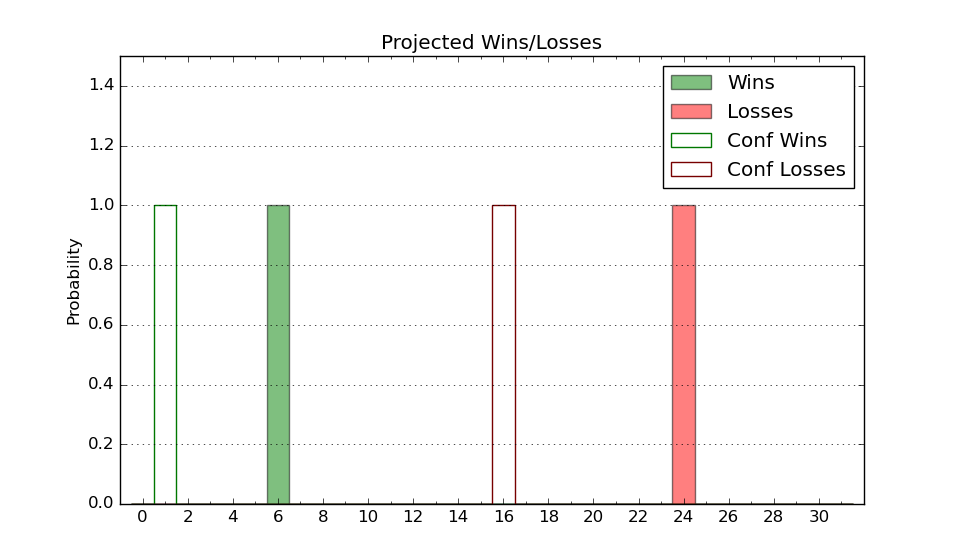 Projected Wins/Losses
Wins
Losses
Conf Wins
Conf Losses
Probability
1.4
1.2
1.0
0.8
0.6
0.4
0.2
0.0
0 2 4 6 8 10 12 14 16 18 20 22 24 26 28 30